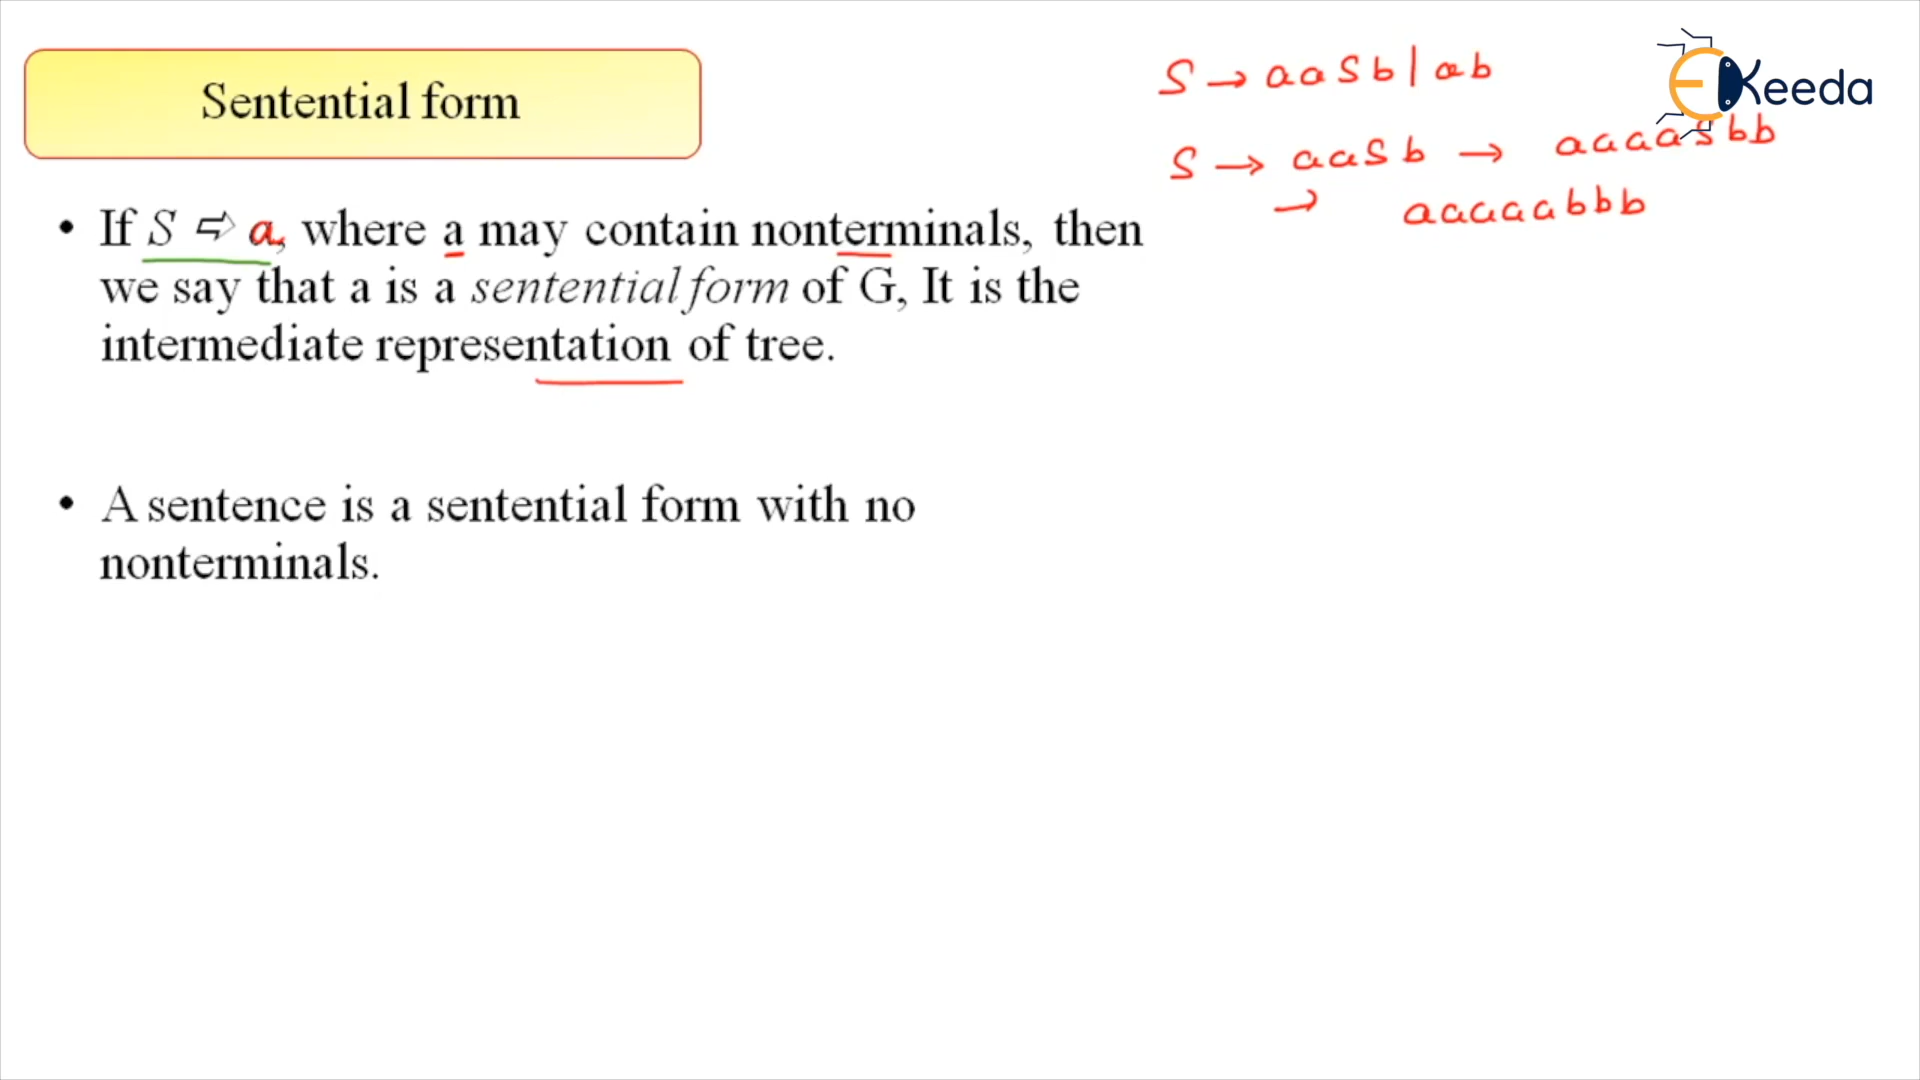 Sentential form
S → aaSb | ab
EKeeda
S → aaSb → aaaaSbb
→ aaaaabbb
• If S ⇨ a, where a may contain nonterminals, then
we say that a is a sentential form of G, It is the
intermediate representation of tree.
• A sentence is a sentential form with no
nonterminals.